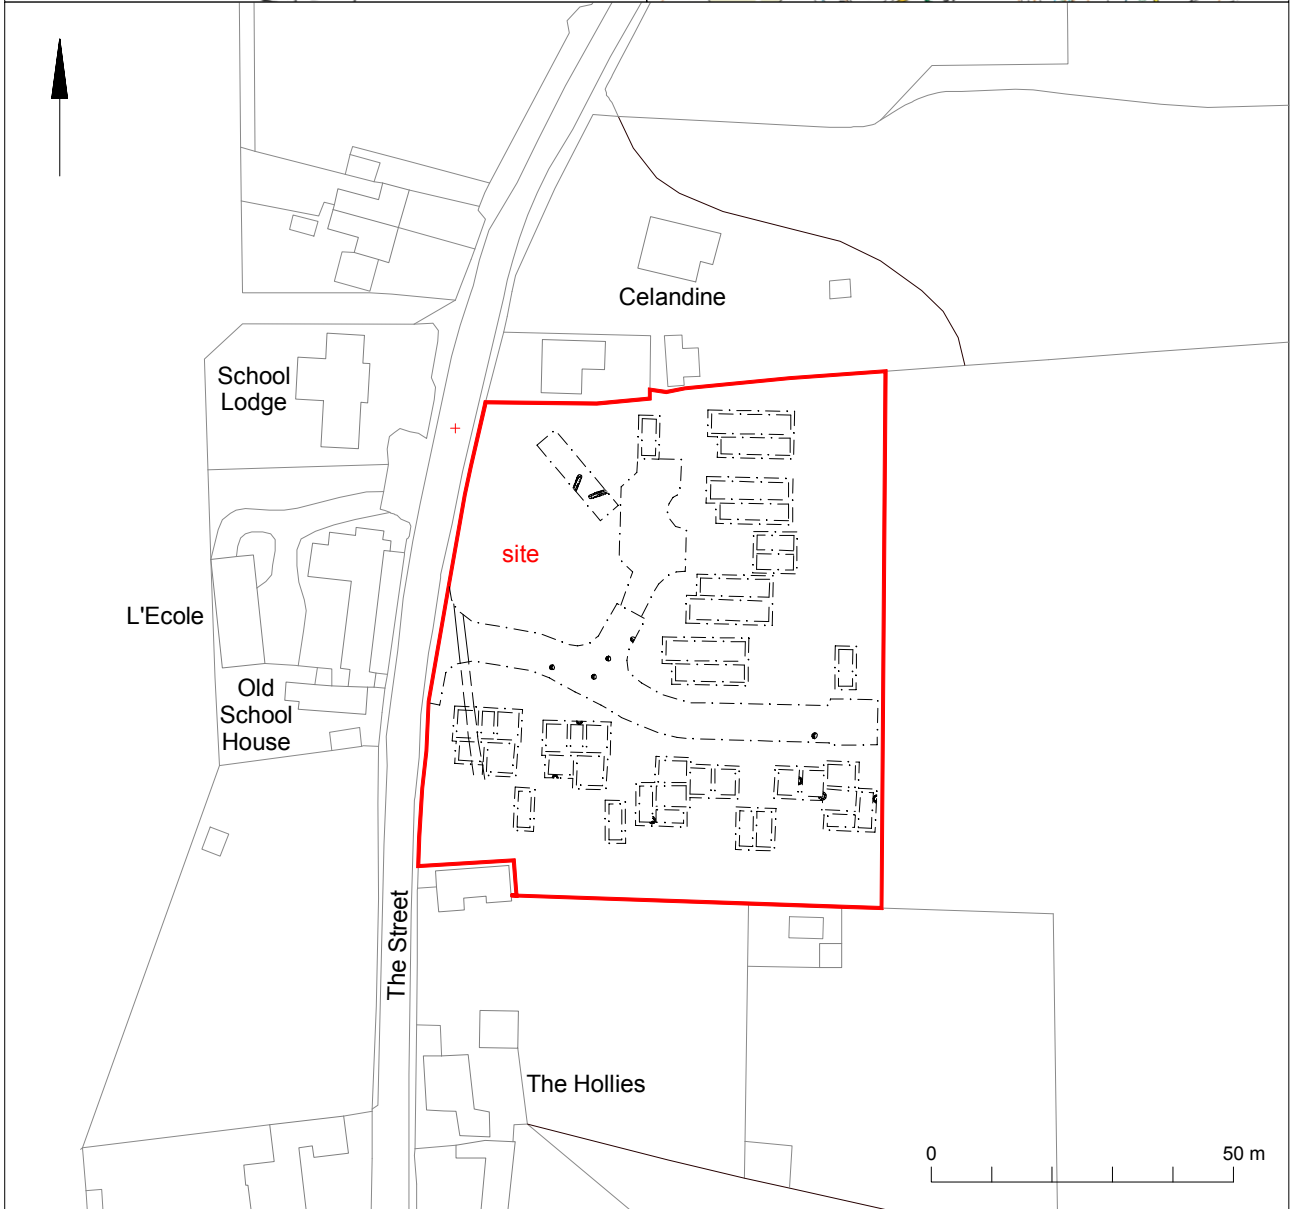 Celandine
School
Lodge
site
L'Ecole
Old
School
House
The Street
The Hollies
0 50 m